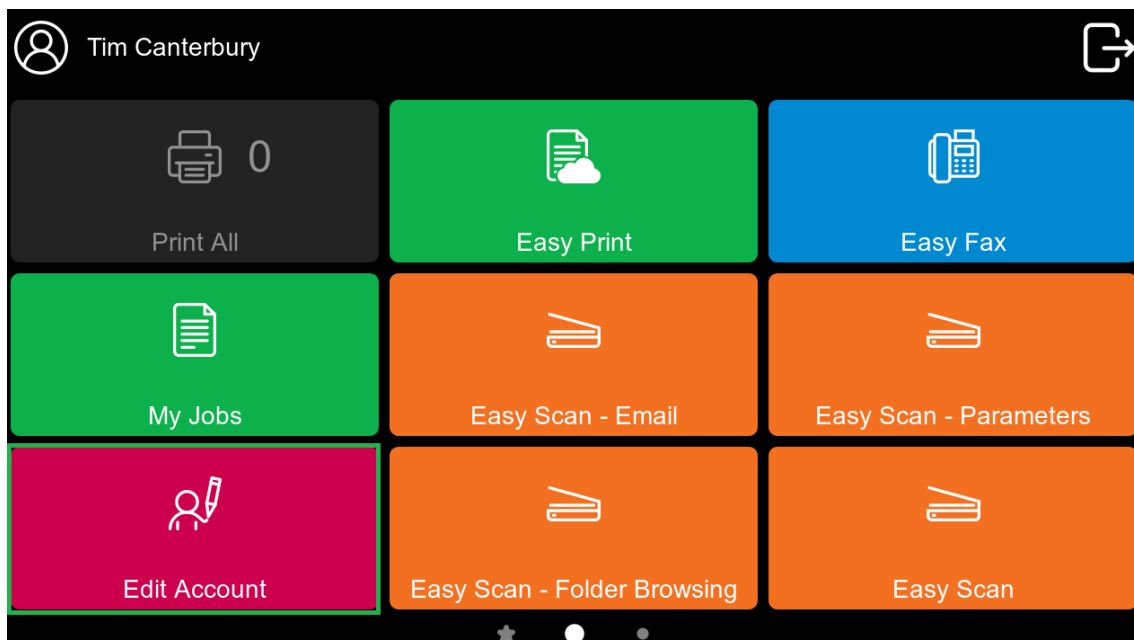 Tim Canterbury
0
Print All
Easy Print
Easy Fax
My Jobs
Easy Scan - Email
Easy Scan - Parameters
Edit Account
Easy Scan - Folder Browsing
Easy Scan